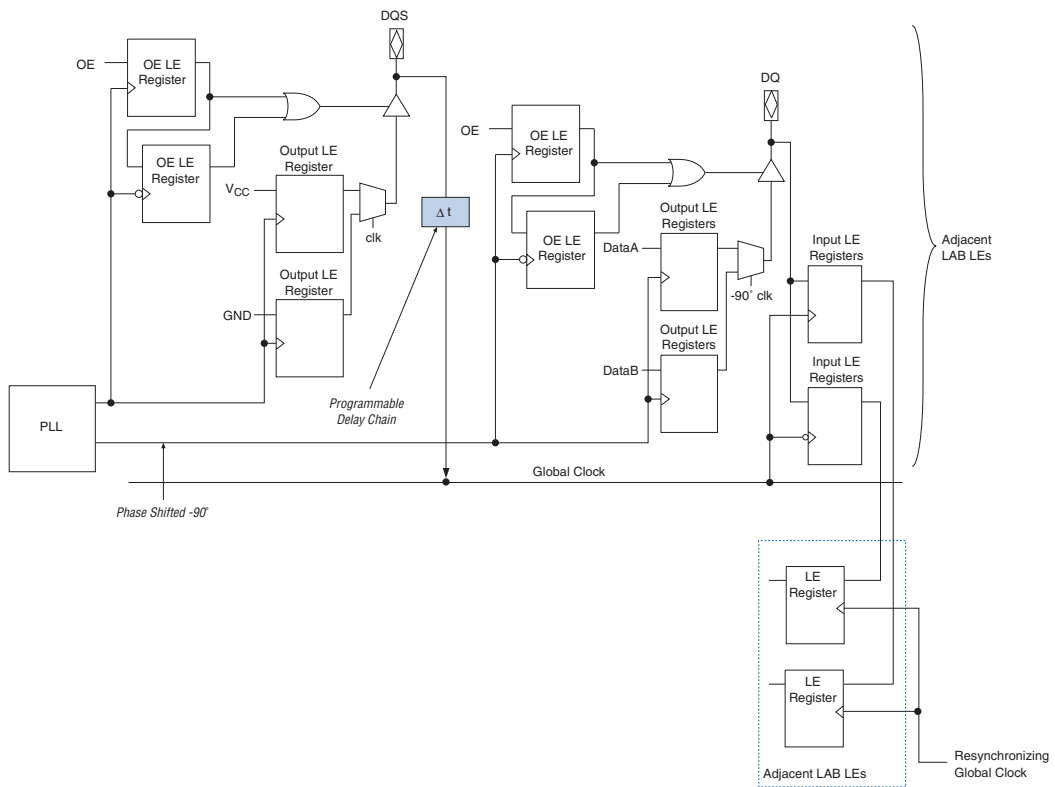 DQS
OE
OE LE
Register
OE LE
Register
Output LE
Register
VCC
clk
Output LE
Register
GND
Δ t
Programmable
Delay Chain
PLL
Phase Shifted -90°
Global Clock
DQ
OE
OE LE
Register
OE LE
Register
Output LE
Registers
DataA
-90° clk
Output LE
Registers
DataB
Input LE
Registers
Input LE
Registers
Adjacent
LAB LEs
LE
Register
LE
Register
Adjacent LAB LEs
Resynchronizing
Global Clock